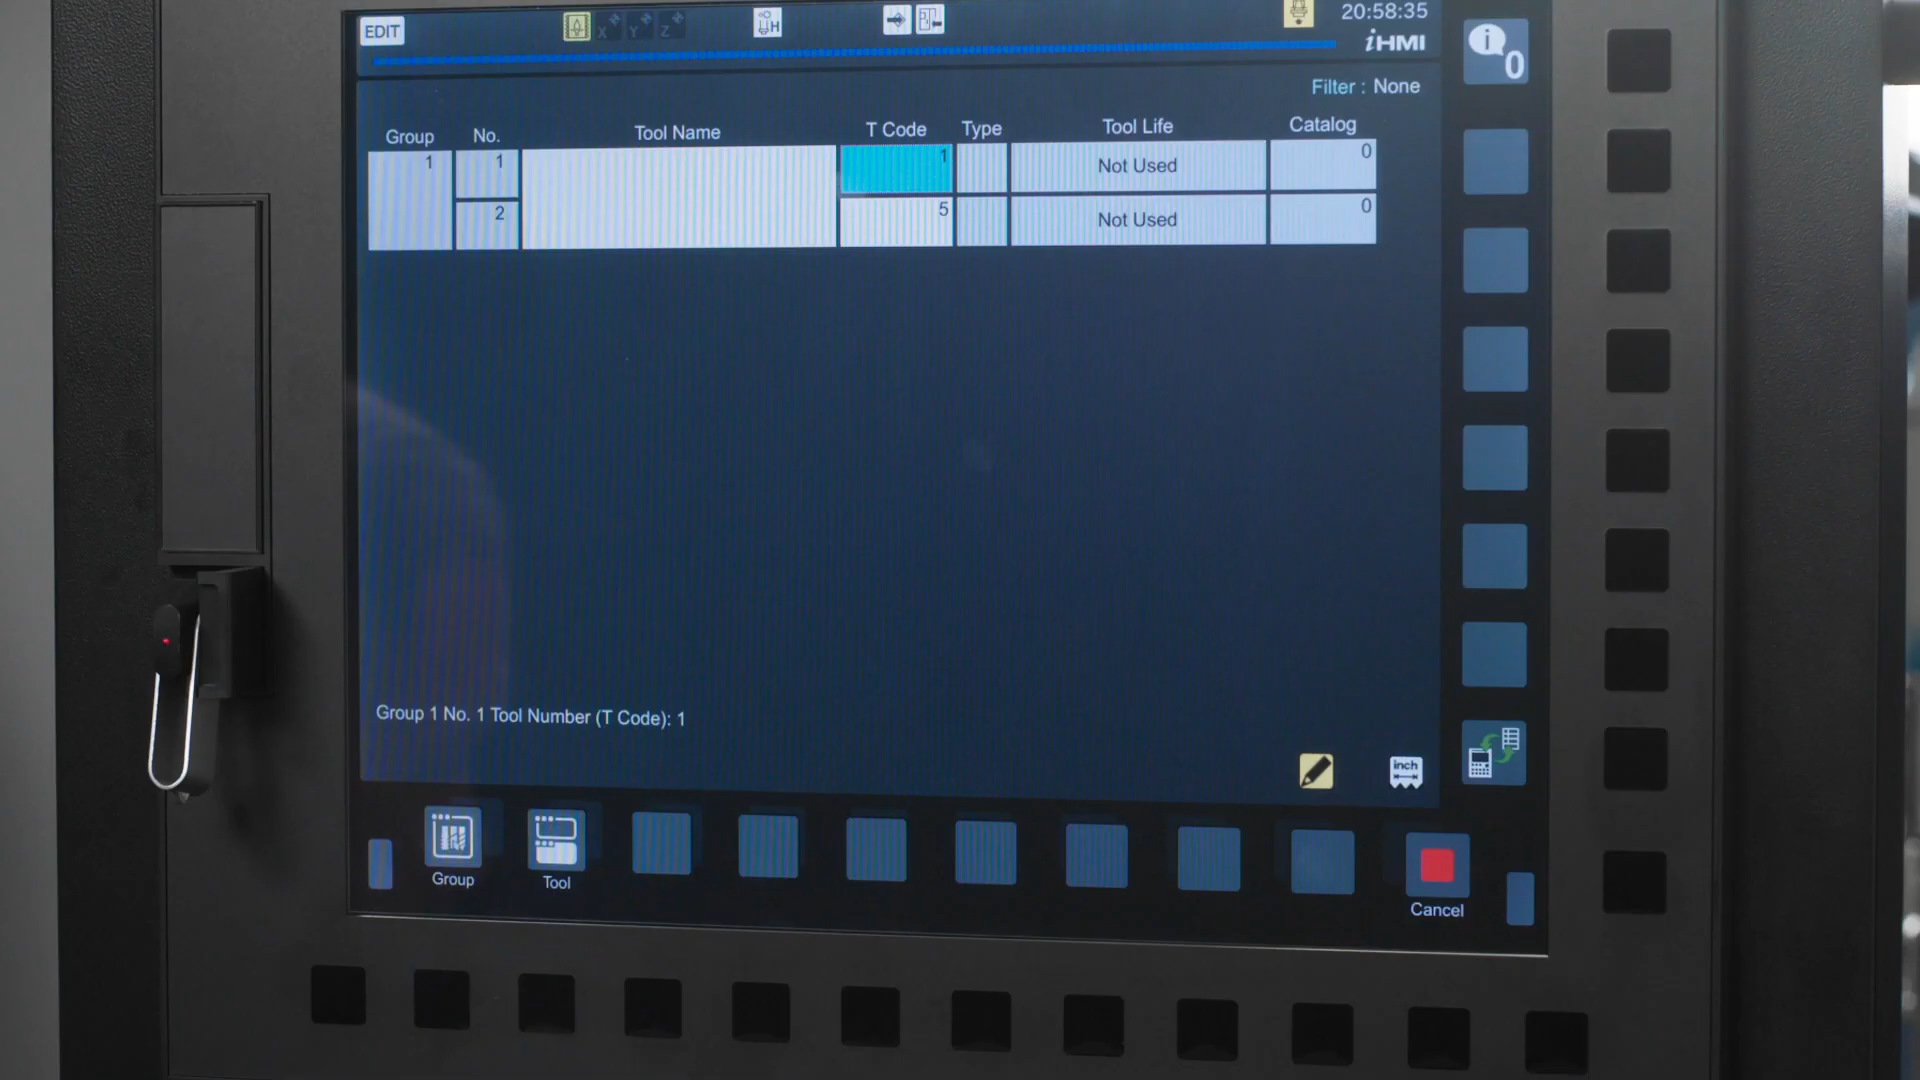 EDIT
X Y Z
H
20:58:35
iHMI
i 0
Filter : None
Group No. Tool Name T Code Type Tool Life Catalog
1 1 1 Not Used 0
2 5 Not Used 0
Group 1 No. 1 Tool Number (T Code): 1
inch
Group
Tool
Cancel